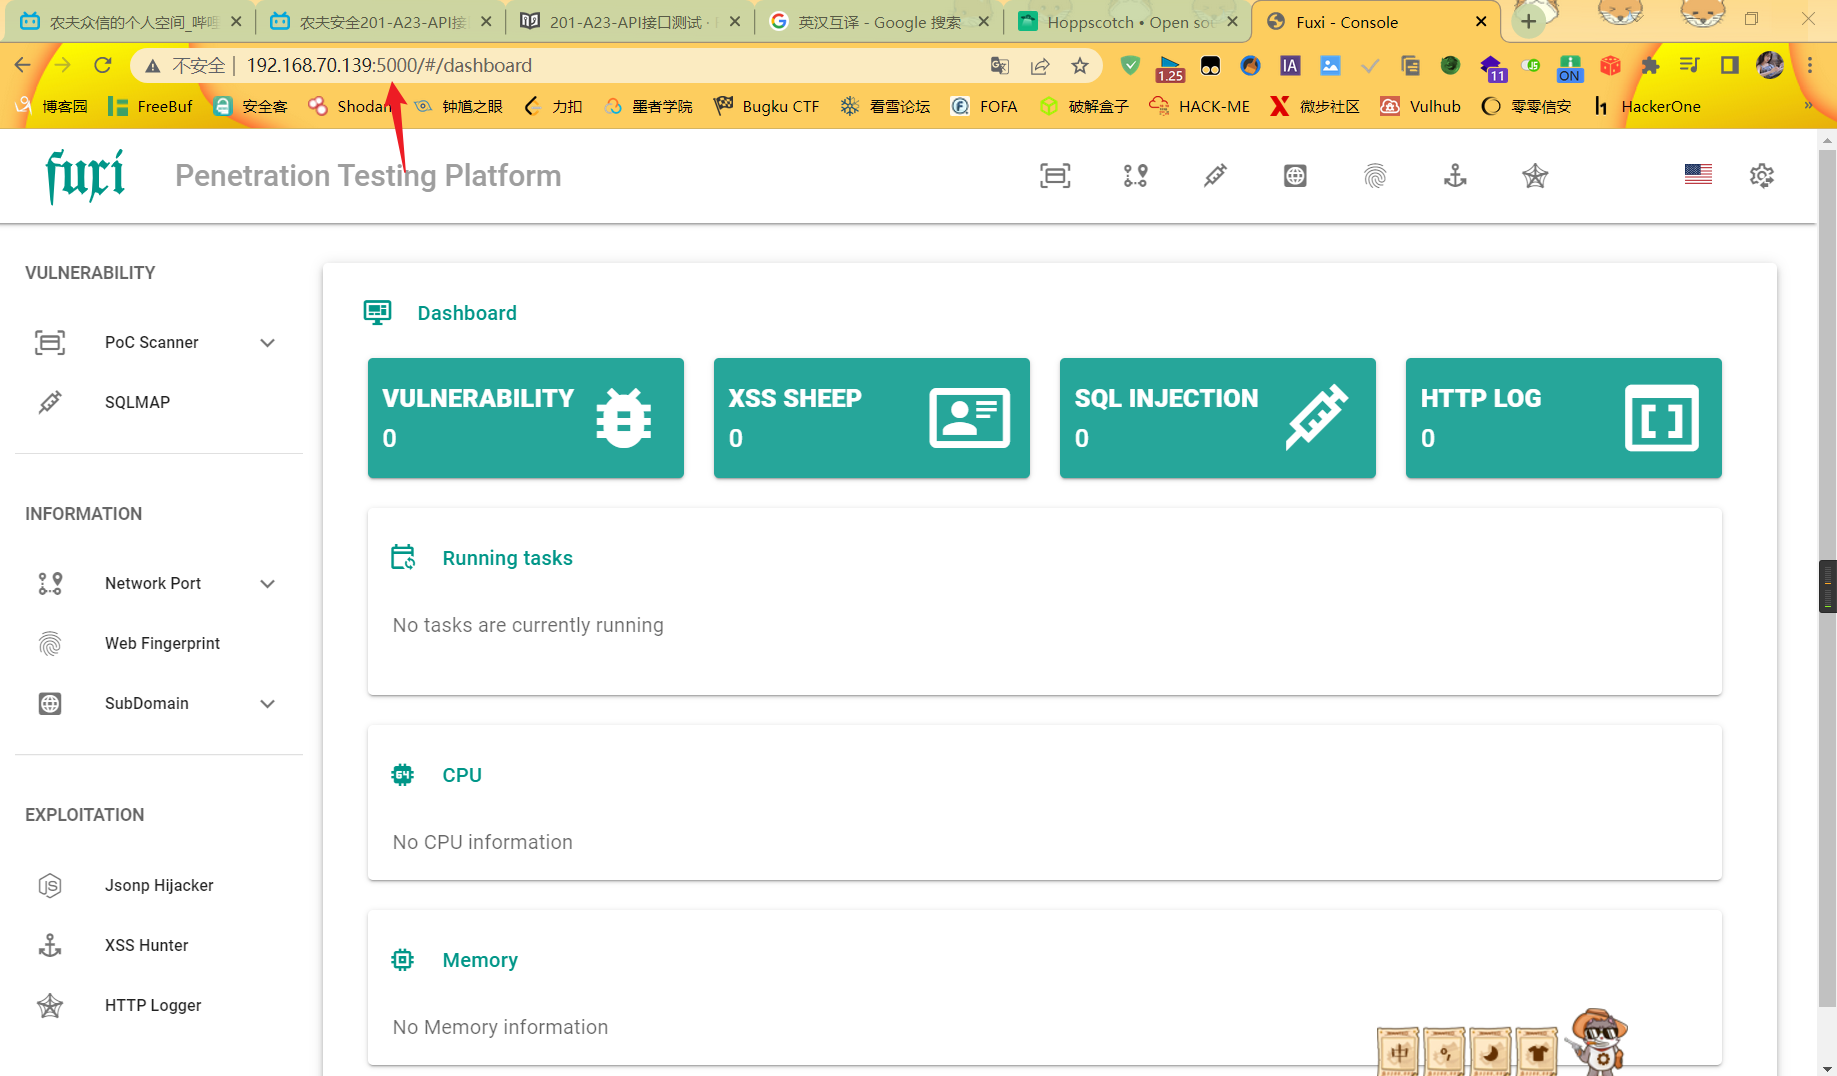 农夫众信的个人空间_哔哩
农夫安全201-A23-API接
201-A23-API接口测试 ·
英汉互译 - Google 搜索
Hoppscotch • Open so
Fuxi - Console
不安全 | 192.168.70.139:5000/#/dashboard
1.25
IA
11
JS
ON
博客园
FreeBuf
安全客
Shodan
钟馗之眼
力扣
墨者学院
Bugku CTF
看雪论坛
FOFA
破解盒子
HACK-ME
微步社区
Vulhub
零零信安
HackerOne
»
fuxi
Penetration Testing Platform
VULNERABILITY
PoC Scanner
SQLMAP
INFORMATION
Network Port
Web Fingerprint
SubDomain
EXPLOITATION
JS
Jsonp Hijacker
XSS Hunter
HTTP Logger
Dashboard
VULNERABILITY
0
XSS SHEEP
0
SQL INJECTION
0
HTTP LOG
0
Running tasks
No tasks are currently running
64
CPU
No CPU information
Memory
No Memory information
中